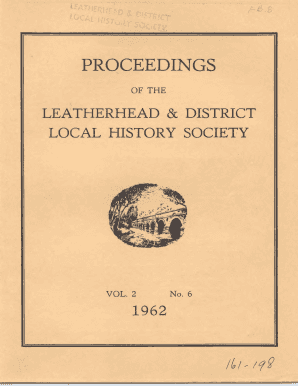 LEATHERHEAD & DISTRICT
LOCAL HISTORY SOCIETY
PROCEEDINGS
OF THE
LEATHERHEAD & DISTRICT
LOCAL HISTORY SOCIETY
VOL. 2 No. 6
1962
161-198